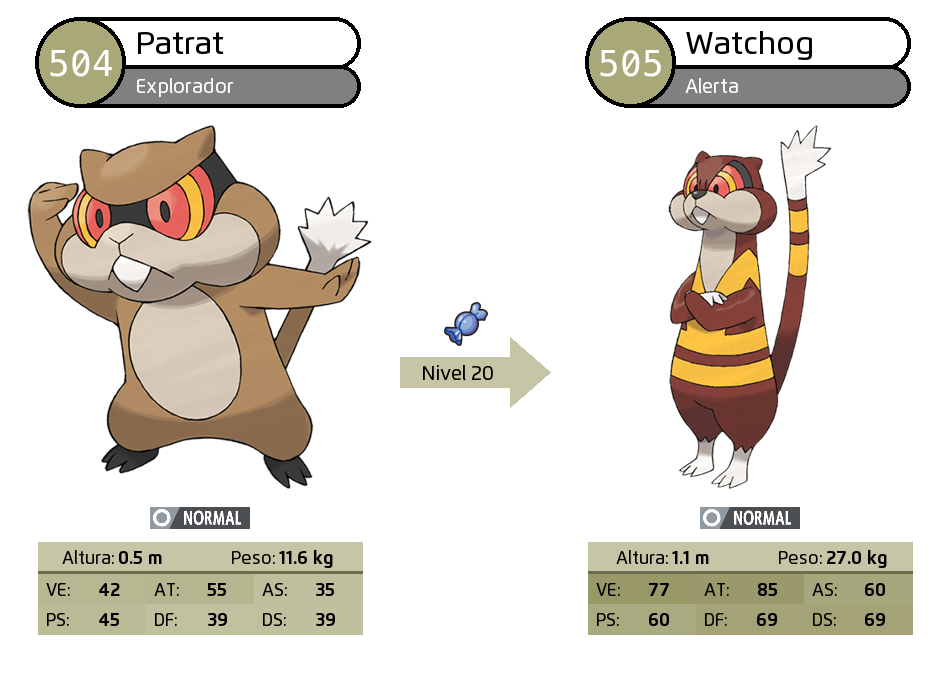 504
Patrat
Explorador
505
Watchog
Alerta
Nivel 20
NORMAL
Altura: 0.5 m Peso: 11.6 kg
VE: 42 AT: 55 AS: 35
PS: 45 DF: 39 DS: 39
NORMAL
Altura: 1.1 m Peso: 27.0 kg
VE: 77 AT: 85 AS: 60
PS: 60 DF: 69 DS: 69